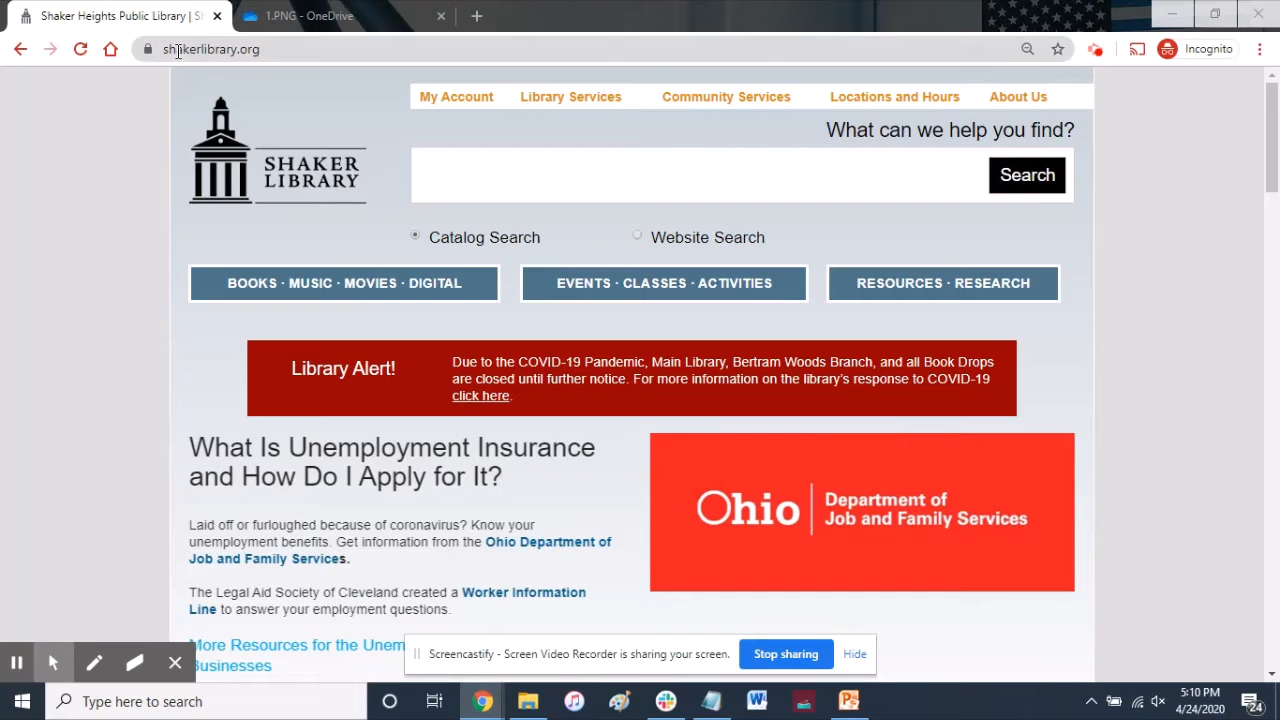 Shaker Heights Public Library | S
1.PNG - OneDrive
shakerlibrary.org
Incognito
My Account Library Services Community Services Locations and Hours About Us
What can we help you find?
SHAKER
LIBRARY
Search
Catalog Search Website Search
BOOKS · MUSIC · MOVIES · DIGITAL
EVENTS · CLASSES · ACTIVITIES
RESOURCES · RESEARCH
Library Alert!
Due to the COVID-19 Pandemic, Main Library, Bertram Woods Branch, and all Book Drops
are closed until further notice. For more information on the library's response to COVID-19
click here.
What Is Unemployment Insurance
and How Do I Apply for It?
Ohio
Department of
Job and Family Services
Laid off or furloughed because of coronavirus? Know your
unemployment benefits. Get information from the Ohio Department of
Job and Family Services.
The Legal Aid Society of Cleveland created a Worker Information
Line to answer your employment questions.
More Resources for the Unem
Businesses
Screencastify - Screen Video Recorder is sharing your screen.
Stop sharing
Hide
Type here to search
5:10 PM
4/24/2020
24